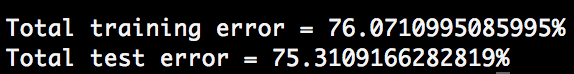 Total training error = 76.0710995085995%
Total test error = 75.3109166282819%